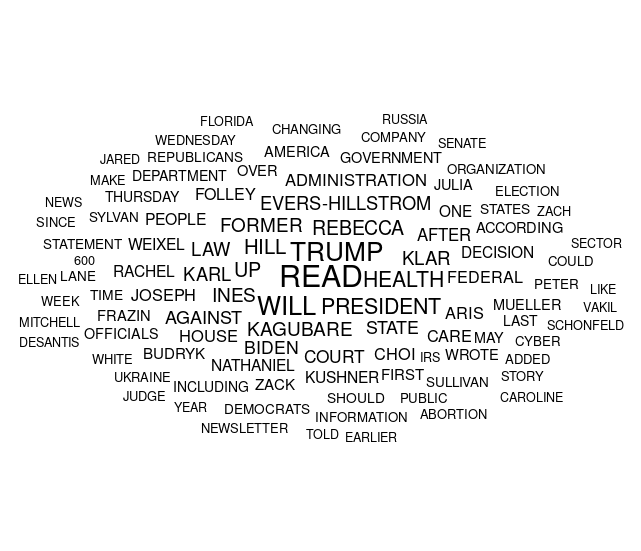 FLORIDA RUSSIA
CHANGING
WEDNESDAY COMPANY SENATE
JARED REPUBLICANS AMERICA GOVERNMENT
MAKE DEPARTMENT OVER ADMINISTRATION JULIA ORGANIZATION
NEWS THURSDAY FOLLEY EVERS-HILLSTROM ELECTION
SINCE SYLVAN PEOPLE FORMER REBECCA ONE STATES ZACH
AFTER ACCORDING
STATEMENT WEIXEL LAW HILL TRUMP KLAR DECISION SECTOR
600 COULD
ELLEN LANE RACHEL KARL UP READ HEALTH FEDERAL PETER LIKE
WEEK TIME JOSEPH INES WILL PRESIDENT ARIS MUELLER VAKIL
MITCHELL FRAZIN AGAINST KAGUBARE STATE LAST SCHONFELD
DESANTIS OFFICIALS HOUSE CARE MAY CYBER
WHITE BUDRYK BIDEN COURT CHOI IRS WROTE ADDED
NATHANIEL
UKRAINE INCLUDING ZACK KUSHNER FIRST SULLIVAN STORY
JUDGE SHOULD PUBLIC CAROLINE
YEAR DEMOCRATS INFORMATION ABORTION
NEWSLETTER TOLD EARLIER